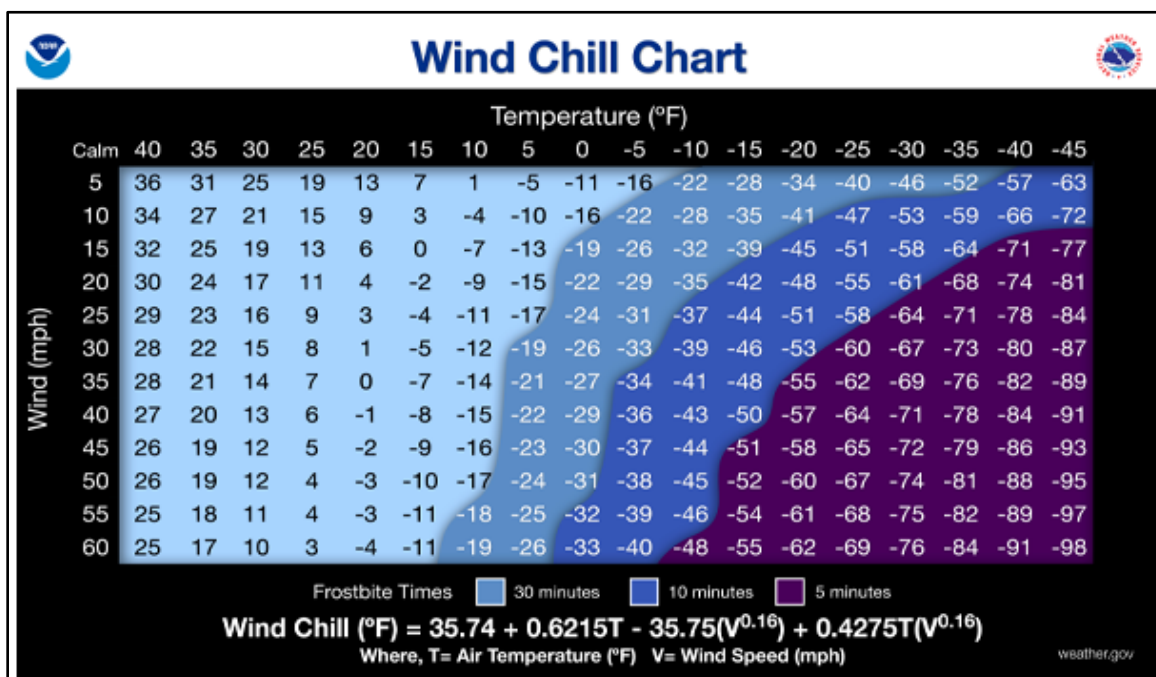 Wind Chill Chart
Temperature (ºF)
Calm 40 35 30 25 20 15 10 5 0 -5 -10 -15 -20 -25 -30 -35 -40 -45
5 36 31 25 19 13 7 1 -5 -11 -16 -22 -28 -34 -40 -46 -52 -57 -63
10 34 27 21 15 9 3 -4 -10 -16 -22 -28 -35 -41 -47 -53 -59 -66 -72
15 32 25 19 13 6 0 -7 -13 -19 -26 -32 -39 -45 -51 -58 -64 -71 -77
20 30 24 17 11 4 -2 -9 -15 -22 -29 -35 -42 -48 -55 -61 -68 -74 -81
25 29 23 16 9 3 -4 -11 -17 -24 -31 -37 -44 -51 -58 -64 -71 -78 -84
30 28 22 15 8 1 -5 -12 -19 -26 -33 -39 -46 -53 -60 -67 -73 -80 -87
35 28 21 14 7 0 -7 -14 -21 -27 -34 -41 -48 -55 -62 -69 -76 -82 -89
40 27 20 13 6 -1 -8 -15 -22 -29 -36 -43 -50 -57 -64 -71 -78 -84 -91
45 26 19 12 5 -2 -9 -16 -23 -30 -37 -44 -51 -58 -65 -72 -79 -86 -93
50 26 19 12 4 -3 -10 -17 -24 -31 -38 -45 -52 -60 -67 -74 -81 -88 -95
55 25 18 11 4 -3 -11 -18 -25 -32 -39 -46 -54 -61 -68 -75 -82 -89 -97
60 25 17 10 3 -4 -11 -19 -26 -33 -40 -48 -55 -62 -69 -76 -84 -91 -98
Wind (mph)
Frostbite Times 30 minutes 10 minutes 5 minutes
Wind Chill (ºF) = 35.74 + 0.6215T - 35.75(V^0.16) + 0.4275T(V^0.16)
Where, T= Air Temperature (ºF) V= Wind Speed (mph)
weather.gov